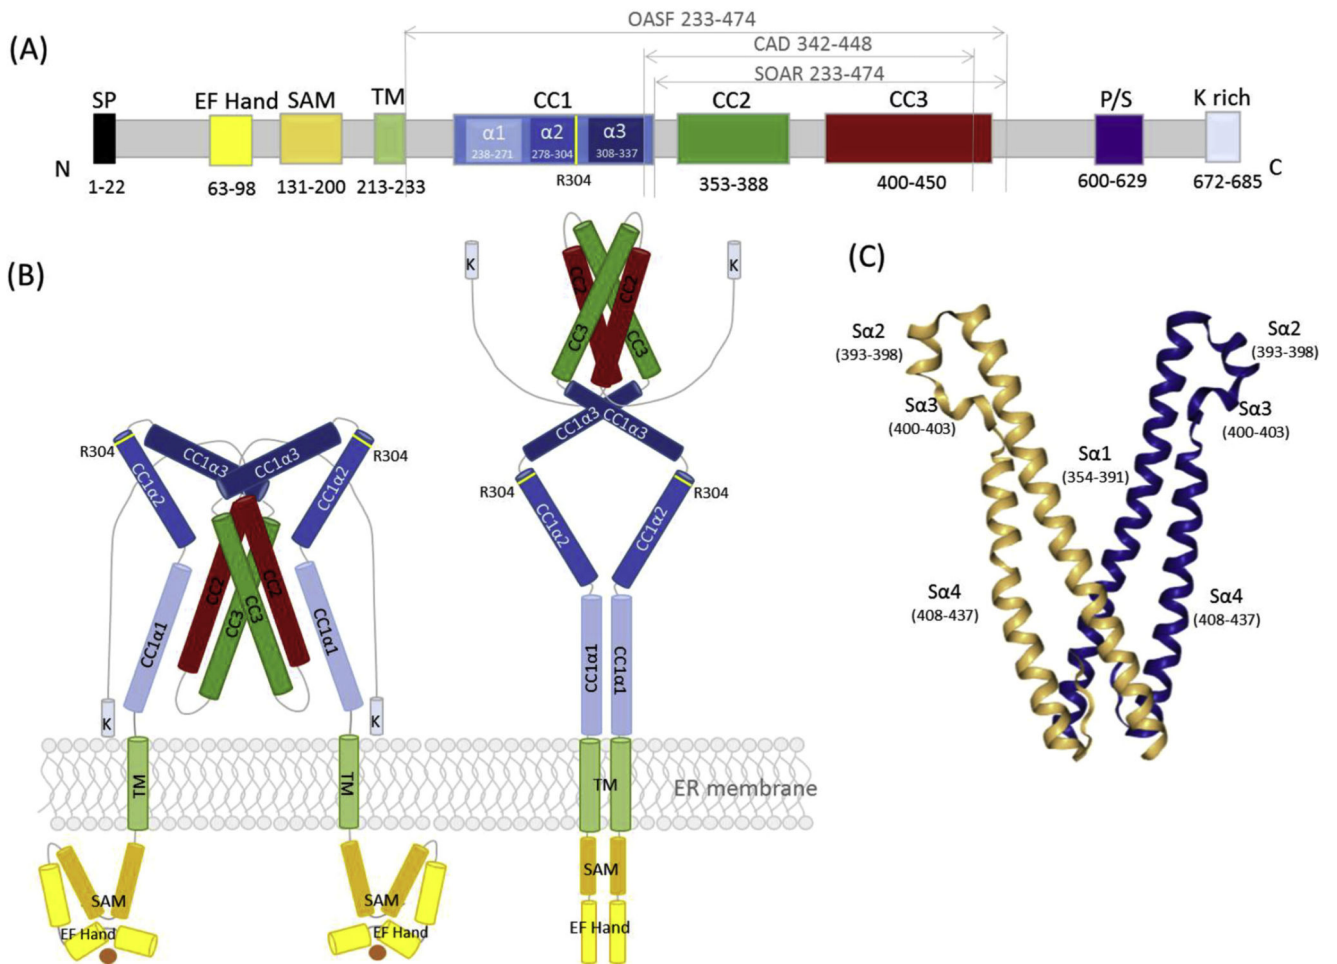 (A)
OASF 233-474
CAD 342-448
SOAR 233-474
SP
EF Hand
SAM
TM
CC1
CC2
CC3
P/S
K rich
α1
238-271
α2
278-304
α3
308-337
N
C
1-22
63-98
131-200
213-233
R304
353-388
400-450
600-629
672-685
(B)
R304
CC1α2
CC1α3
CC1α3
CC1α2
R304
CC2
CC2
CC3
CC3
CC1α1
CC1α1
K
K
TM
TM
SAM
EF Hand
SAM
EF Hand
K
K
CC2
CC2
CC3
CC3
CC1α3
CC1α3
R304
R304
CC1α2
CC1α2
CC1α1
CC1α1
TM
ER membrane
SAM
EF Hand
(C)
Sα2
(393-398)
Sα2
(393-398)
Sα3
(400-403)
Sα3
(400-403)
Sα1
(354-391)
Sα4
(408-437)
Sα4
(408-437)